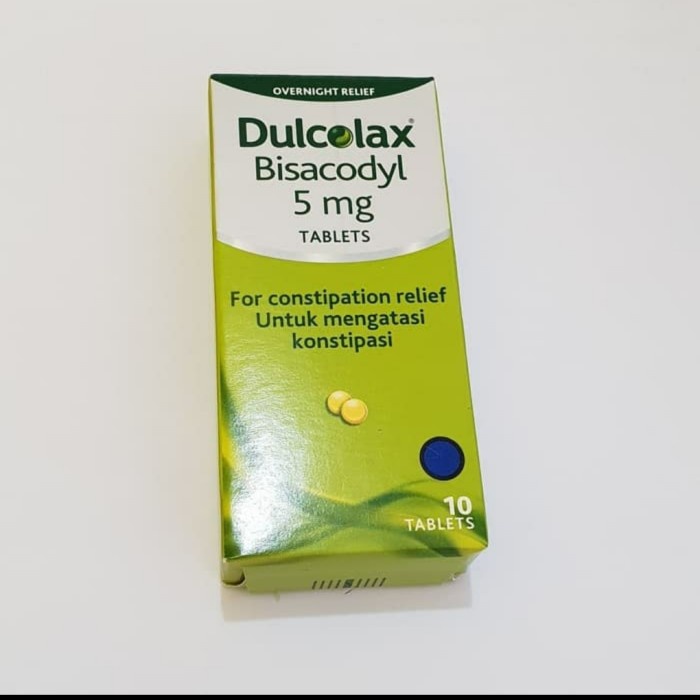 OVERNIGHT RELIEF
Dulcolax®
Bisacodyl
5 mg
TABLETS
For constipation relief
Untuk mengatasi
konstipasi
10
TABLETS